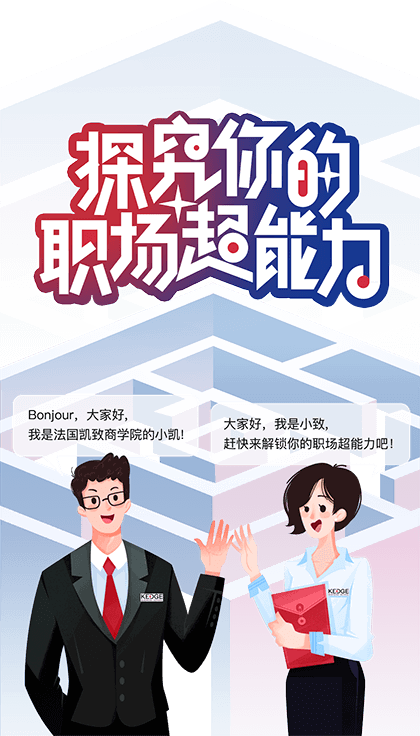 探究你的
职场超能力
Bonjour，大家好，
我是法国凯致商学院的小凯!
大家好，我是小致，
赶快来解锁你的职场超能力吧！
KEDGE
KEDGE